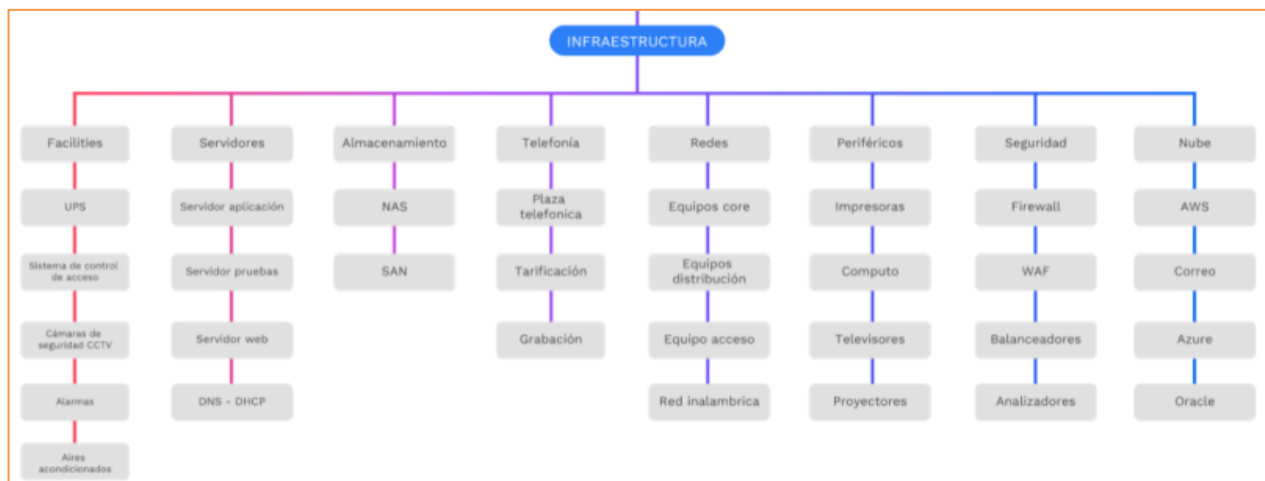 INFRAESTRUCTURA
Facilities
Servidores
Almacenamiento
Telefonía
Redes
Periféricos
Seguridad
Nube
UPS
Servidor aplicación
NAS
Plaza
telefonica
Equipos core
Impresoras
Firewall
AWS
Sistema de control
de acceso
Servidor pruebas
SAN
Tarificación
Equipos
distribución
Computo
WAF
Correo
Cámaras de
seguridad CCTV
Servidor web
Grabación
Equipo acceso
Televisores
Balanceadores
Azure
Alarmas
DNS - DHCP
Red inalambrica
Proyectores
Analizadores
Oracle
Aires
acondicionados